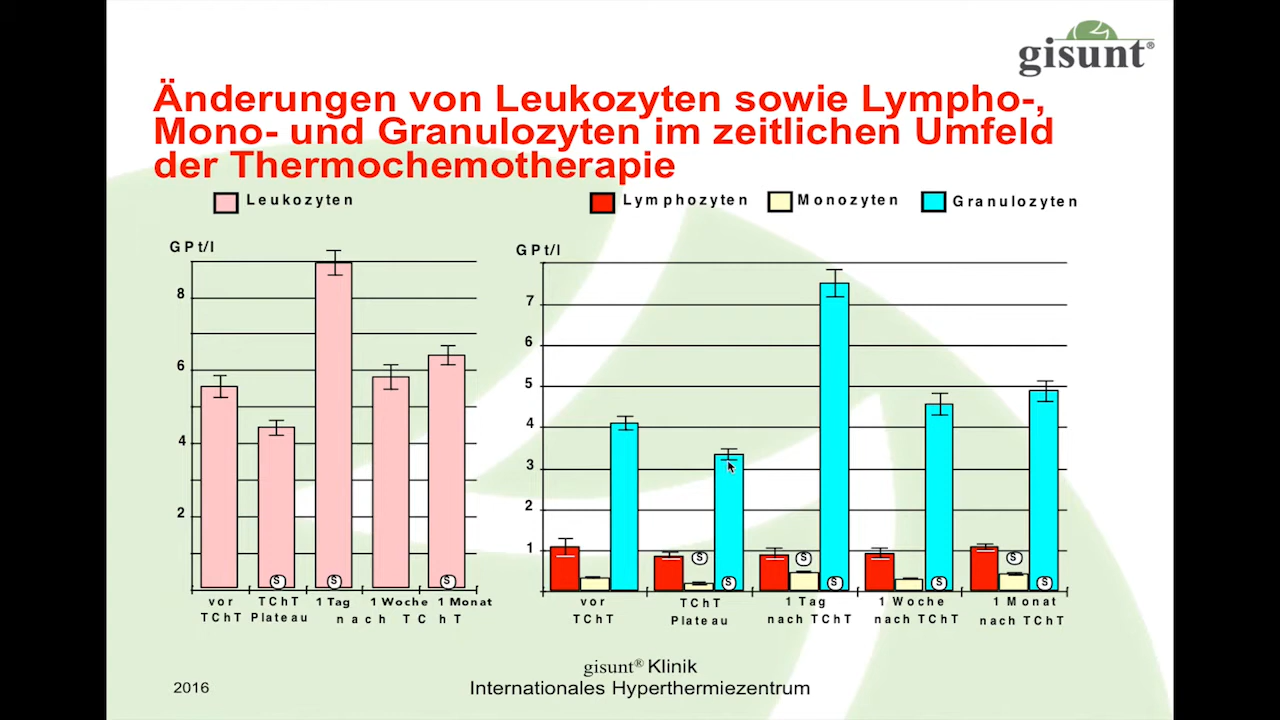 gisunt®
Änderungen von Leukozyten sowie Lympho-,
Mono- und Granulozyten im zeitlichen Umfeld
der Thermochemotherapie
Leukozyten
Lymphozyten Monozyten Granulozyten
GPt/l
8
6
4
2
S S S
vor TChT 1 Tag 1 Woche 1 Monat
TChT Plateau nach TChT
GPt/l
7
6
5
4
3
2
1
S S S
S S S S
vor TChT 1 Tag 1 Woche 1 Monat
TChT Plateau nach TChT nach TChT nach TChT
gisunt® Klinik
2016 Internationales Hyperthermiezentrum